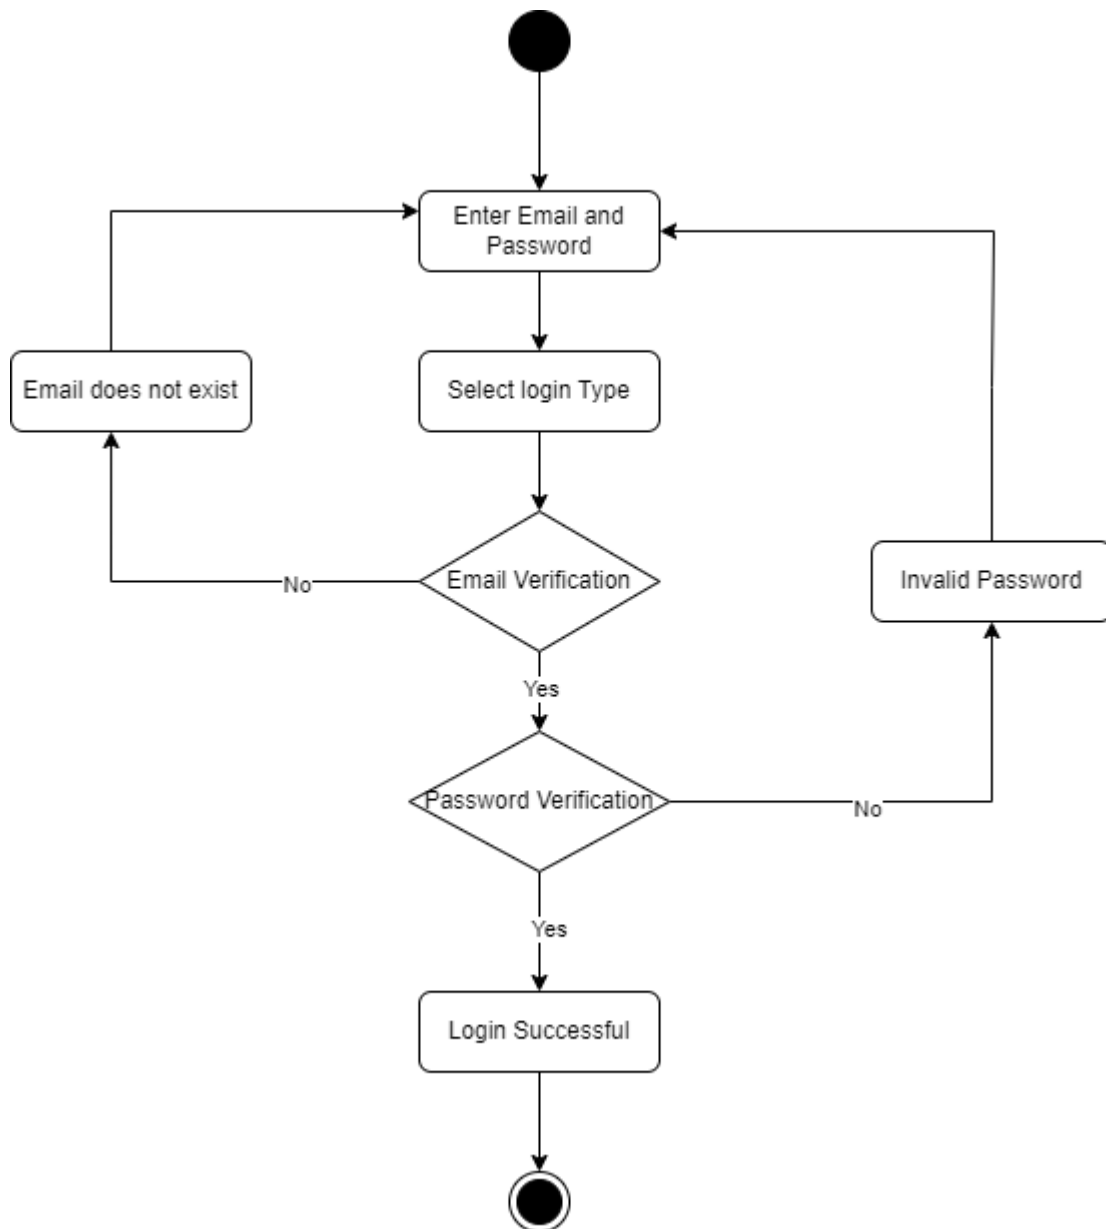 Enter Email and
Password
Email does not exist
Select login Type
Email Verification
No
Invalid Password
Yes
Password Verification
No
Yes
Login Successful